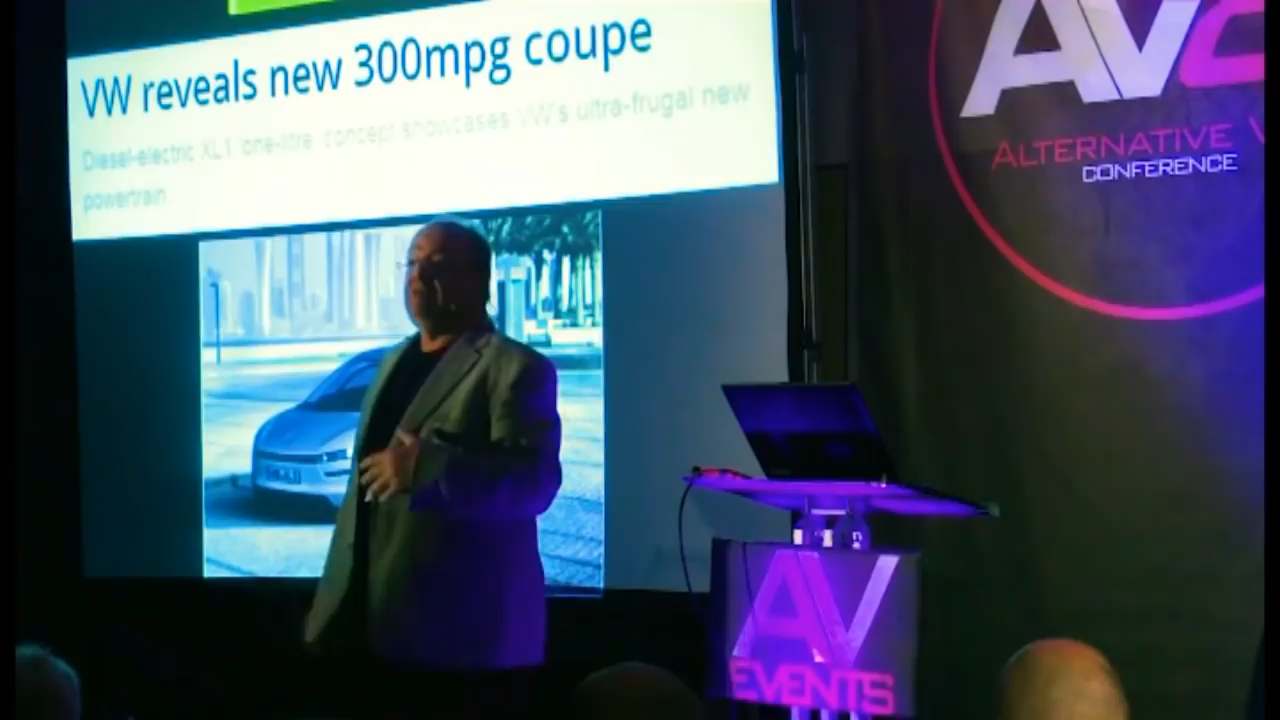 VW reveals new 300mpg coupe
Diesel-electric XL1 'one-litre' concept showcases VW's ultra-frugal new
powertrain
AV
ALTERNATIVE
CONFERENCE
AV
EVENTS